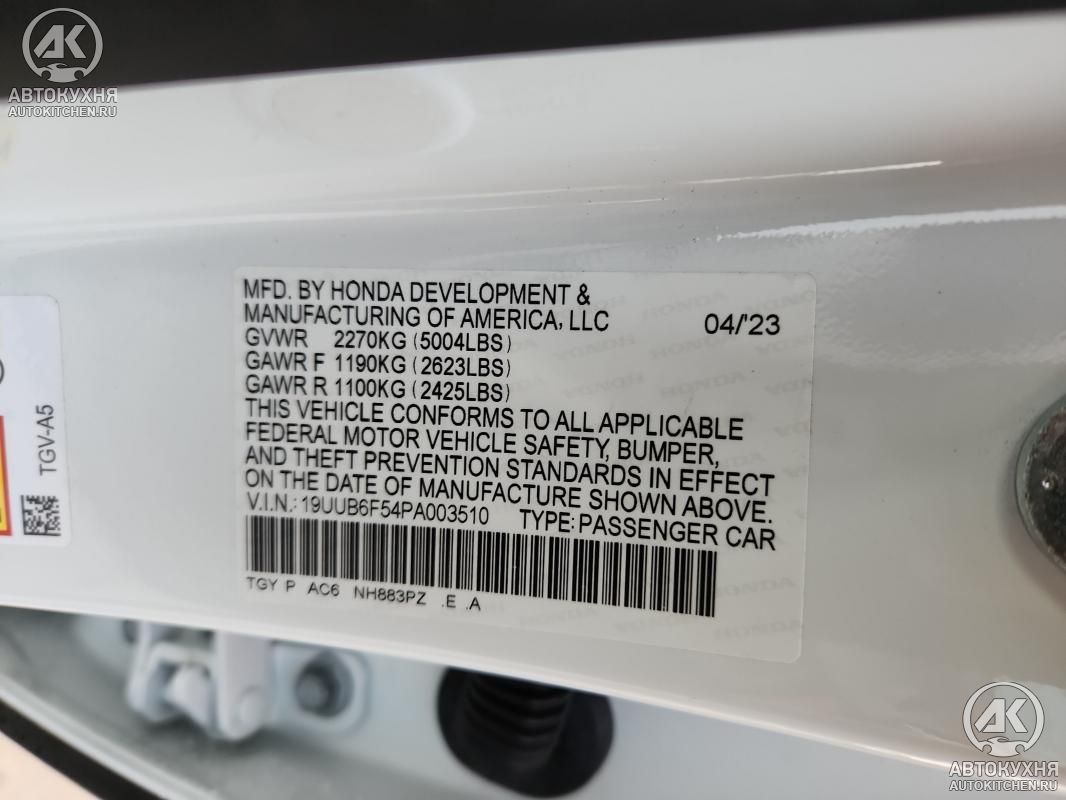 АВТОКУХНЯ
AUTOKITCHEN.RU
MFD. BY HONDA DEVELOPMENT &
MANUFACTURING OF AMERICA, LLC 04/'23
GVWR 2270KG (5004LBS)
GAWR F 1190KG (2623LBS)
GAWR R 1100KG (2425LBS)
THIS VEHICLE CONFORMS TO ALL APPLICABLE
FEDERAL MOTOR VEHICLE SAFETY, BUMPER,
AND THEFT PREVENTION STANDARDS IN EFFECT
ON THE DATE OF MANUFACTURE SHOWN ABOVE.
V.I.N.: 19UUB6F54PA003510 TYPE: PASSENGER CAR
TGY P AC6 NH883PZ .E .A
TGV-A5
АВТОКУХНЯ
AUTOKITCHEN.RU